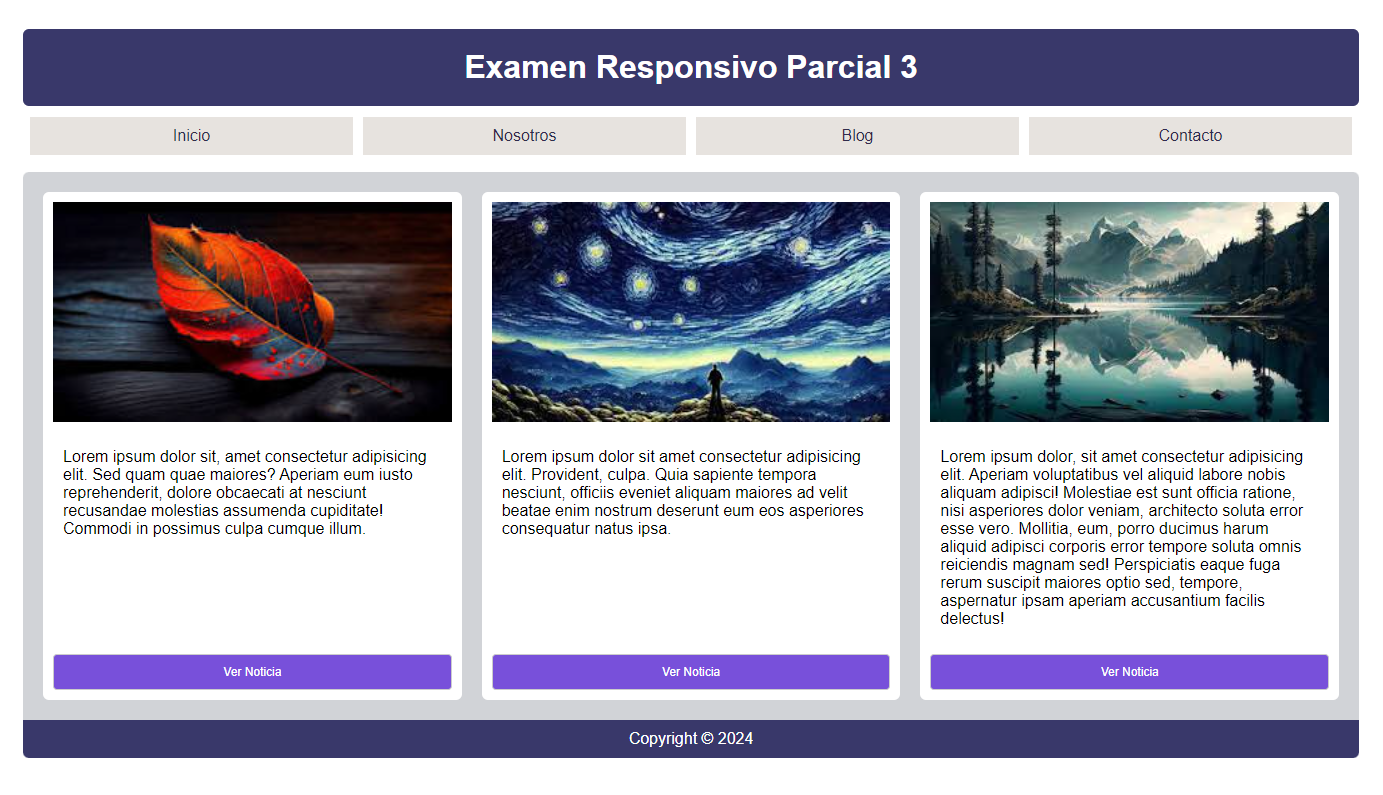 Examen Responsivo Parcial 3
Inicio
Nosotros
Blog
Contacto
Lorem ipsum dolor sit, amet consectetur adipisicing
elit. Sed quam quae maiores? Aperiam eum iusto
reprehenderit, dolore obcaecati at nesciunt
recusandae molestias assumenda cupiditate!
Commodi in possimus culpa cumque illum.
Ver Noticia
Lorem ipsum dolor sit amet consectetur adipisicing
elit. Provident, culpa. Quia sapiente tempora
nesciunt, officiis eveniet aliquam maiores ad velit
beatae enim nostrum deserunt eum eos asperiores
consequatur natus ipsa.
Ver Noticia
Lorem ipsum dolor, sit amet consectetur adipisicing
elit. Aperiam voluptatibus vel aliquid labore nobis
aliquam adipisci! Molestiae est sunt officia ratione,
nisi asperiores dolor veniam, architecto soluta error
esse vero. Mollitia, eum, porro ducimus harum
aliquid adipisci corporis error tempore soluta omnis
reiciendis magnam sed! Perspiciatis eaque fuga
rerum suscipit maiores optio sed, tempore,
aspernatur ipsam aperiam accusantium facilis
delectus!
Ver Noticia
Copyright © 2024